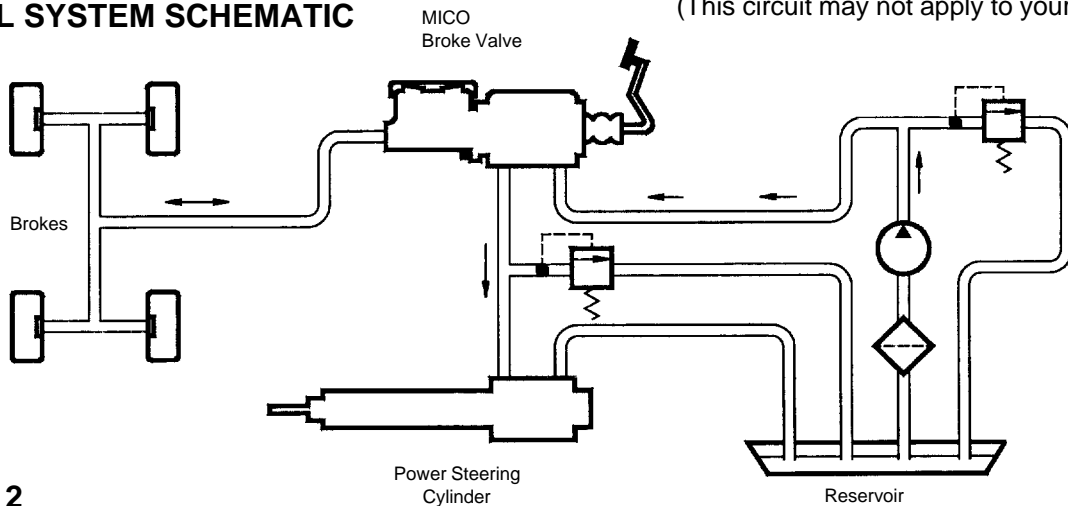 L SYSTEM SCHEMATIC
(This circuit may not apply to your
MICO
Broke Valve
Brokes
Power Steering
Cylinder
Reservoir
2